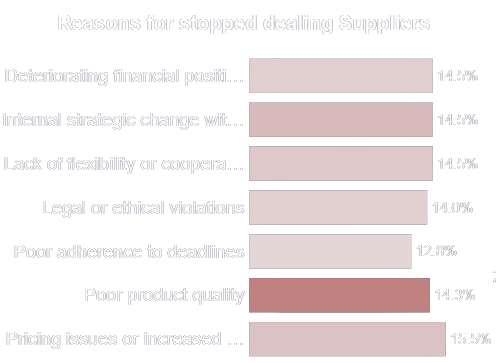 Reasons for stopped dealing Suppliers
Deteriorating financial positi... 14.5%
Internal strategic change wit... 14.5%
Lack of flexibility or coopera... 14.5%
Legal or ethical violations 14.0%
Poor adherence to deadlines 12.8%
Poor product quality 14.3%
Pricing issues or increased ... 15.5%